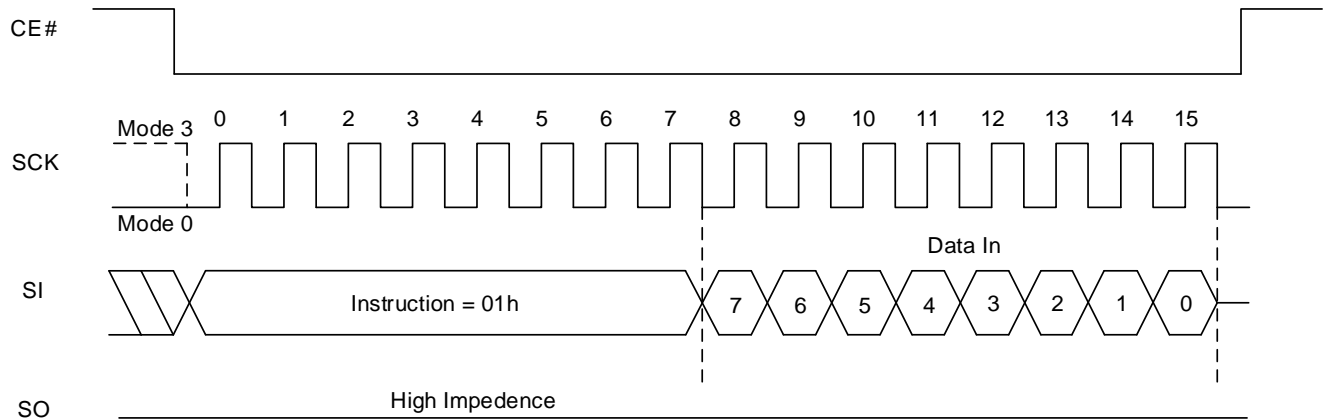 CE#
Mode 3
0 1 2 3 4 5 6 7 8 9 10 11 12 13 14 15
SCK
Mode 0
Data In
SI
Instruction = 01h
7 6 5 4 3 2 1 0
High Impedence
SO